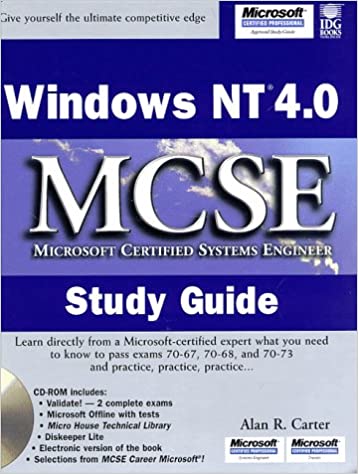 Give yourself the ultimate competitive edge
Microsoft
CERTIFIED PROFESSIONAL
Approved Study Guide
IDG
BOOKS
Windows NT® 4.0
MCSE
MICROSOFT CERTIFIED SYSTEMS ENGINEER
Study Guide
Learn directly from a Microsoft-certified expert what you need
to know to pass exams 70-67, 70-68, and 70-73
and practice, practice, practice...
CD-ROM includes:
• Validate! — 2 complete exams
• Microsoft Offline with tests
• Micro House Technical Library
• Diskeeper Lite
• Electronic version of the book
• Selections from MCSE Career Microsoft!
Alan R. Carter
Microsoft
CERTIFIED PROFESSIONAL
Systems Engineer
Microsoft
CERTIFIED PROFESSIONAL
Trainer